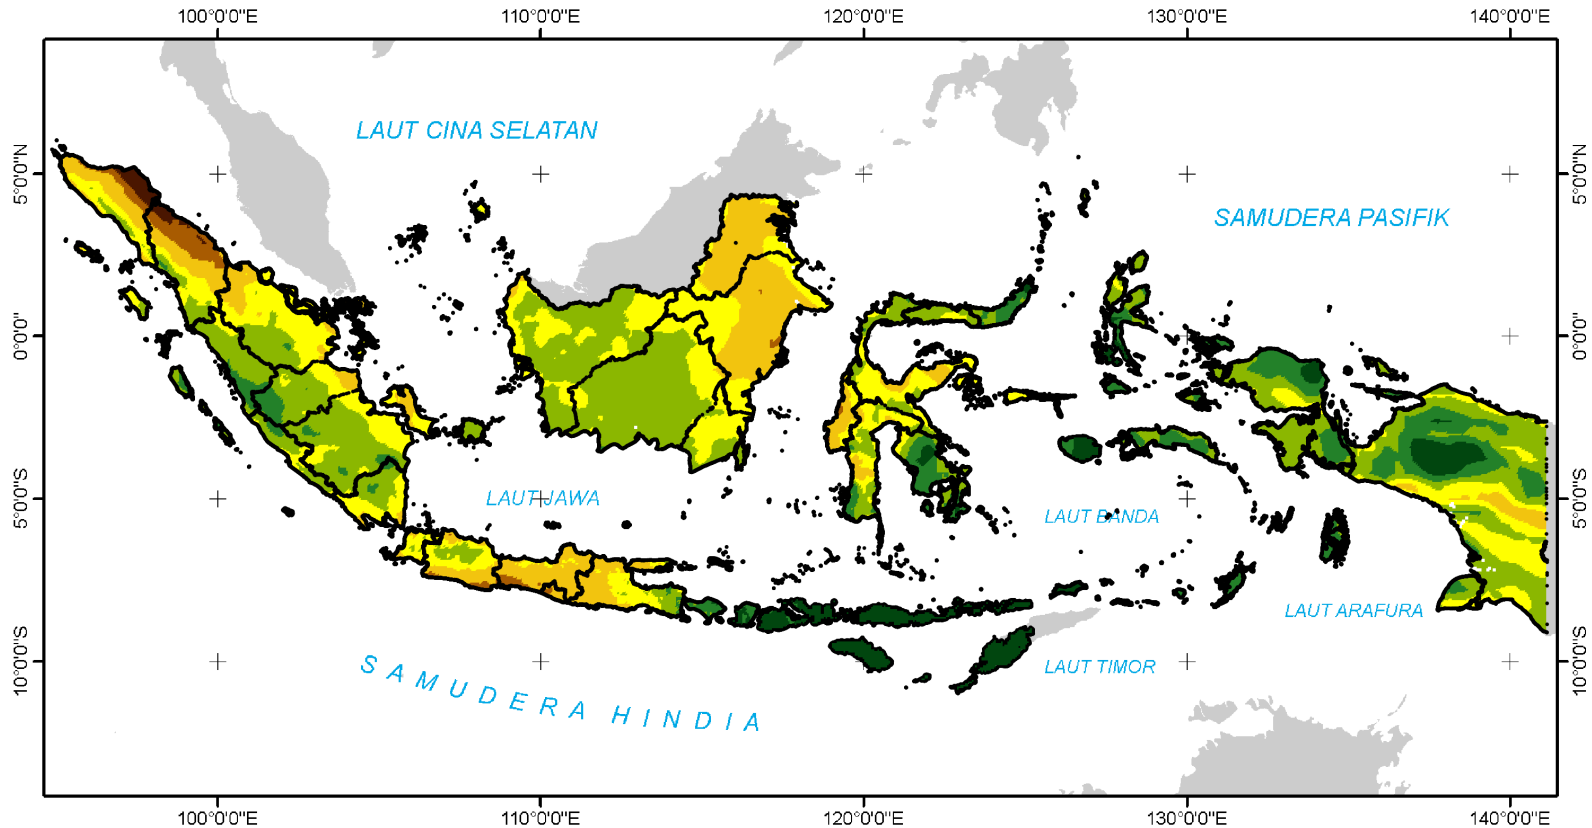 100°0'0"E 110°0'0"E 120°0'0"E 130°0'0"E 140°0'0"E
LAUT CINA SELATAN
5°0'0"N 5°0'0"N
SAMUDERA PASIFIK
0°0'0" 0°0'0"
5°0'0"S 5°0'0"S
LAUT JAWA
LAUT BANDA
LAUT ARAFURA
10°0'0"S 10°0'0"S
LAUT TIMOR
SAMUDERA HINDIA
100°0'0"E 110°0'0"E 120°0'0"E 130°0'0"E 140°0'0"E